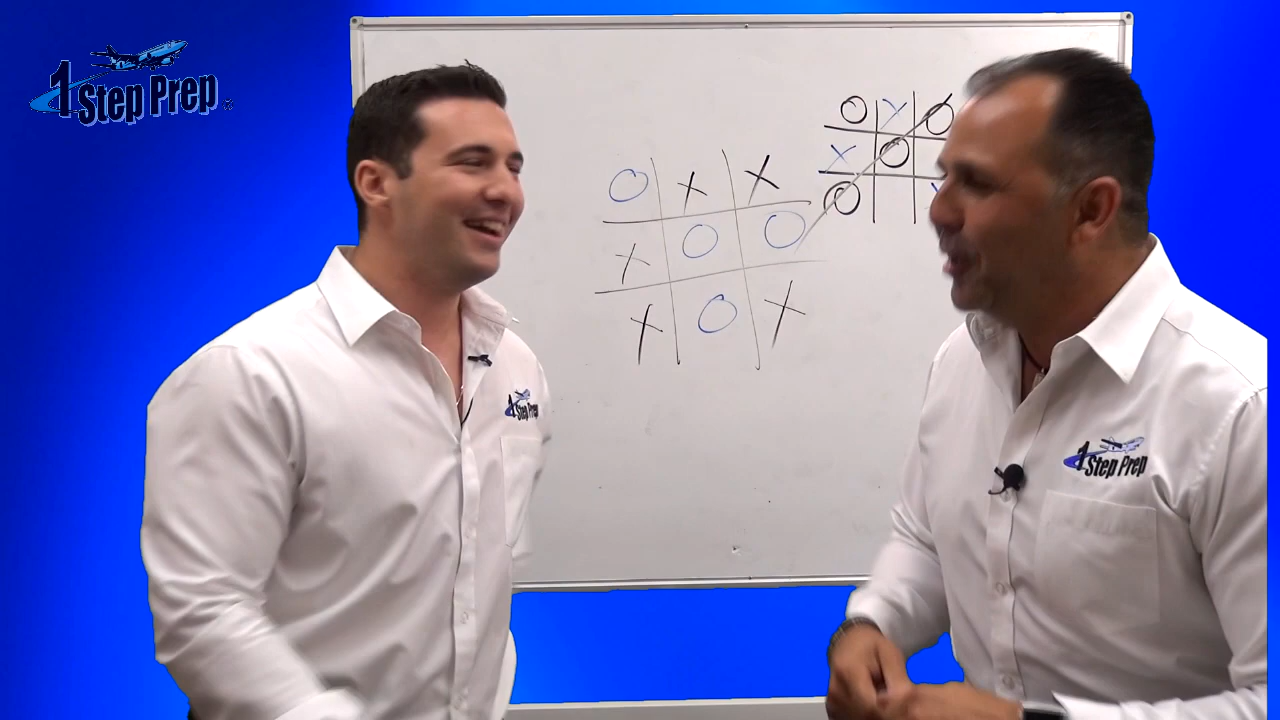 1 Step Prep
O X X
X O O
X O X
O X O
X O
O X
1 Step Prep
1 Step Prep